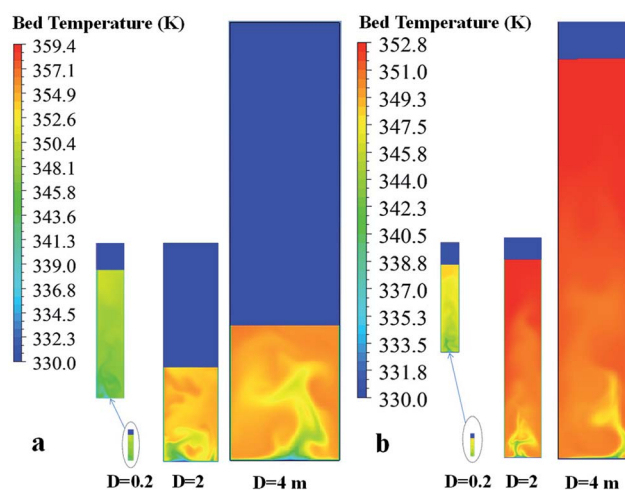 Bed Temperature (K)
359.4
357.1
354.9
352.6
350.4
348.1
345.8
343.6
341.3
339.0
336.8
334.5
332.3
330.0
a
D=0.2
D=2
D=4 m
Bed Temperature (K)
352.8
351.0
349.3
347.5
345.8
344.0
342.3
340.5
338.8
337.0
335.3
333.5
331.8
330.0
b
D=0.2
D=2
D=4 m